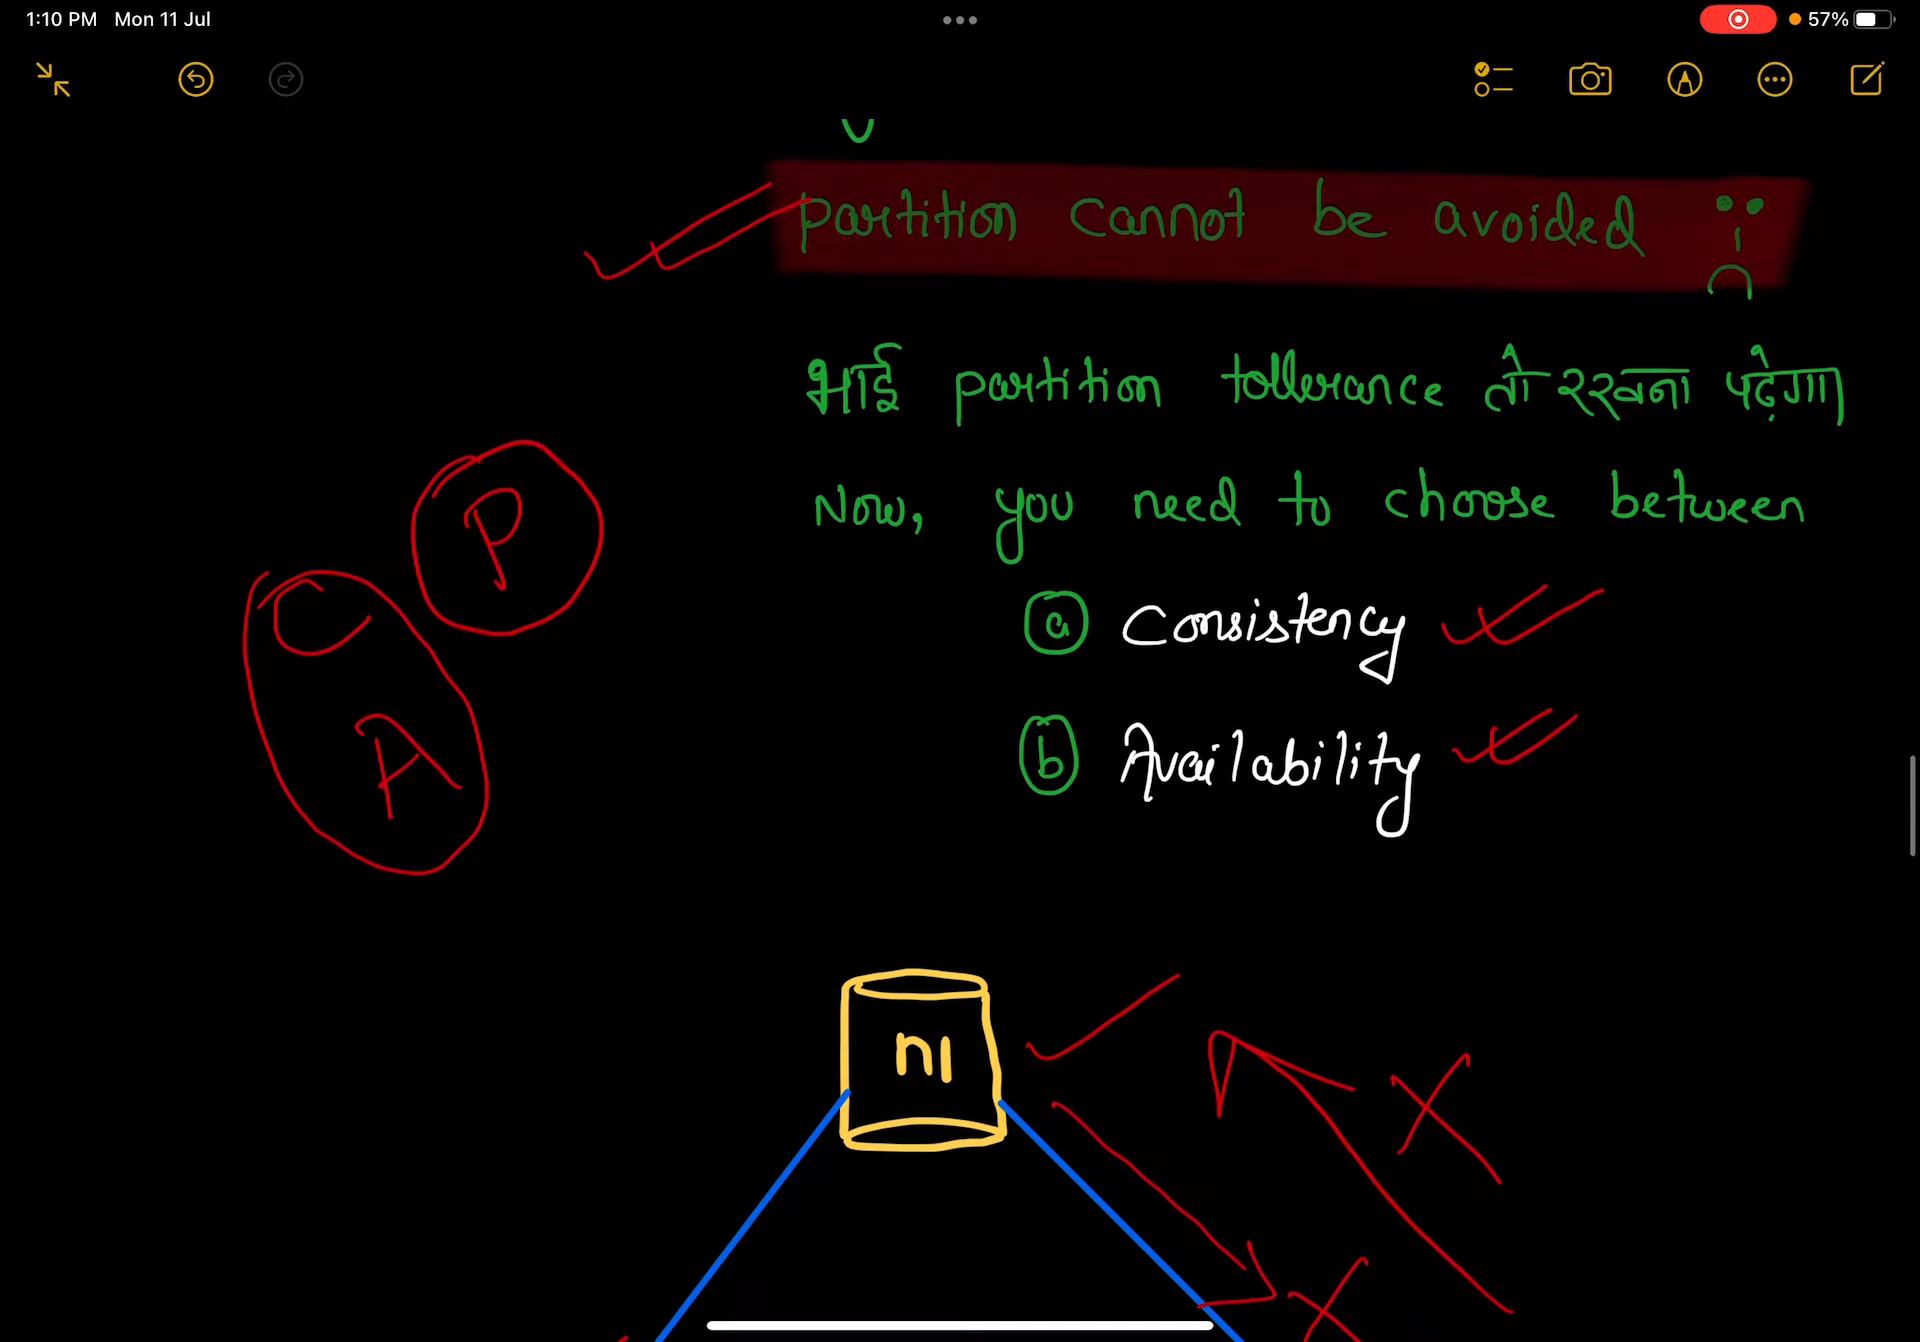 1:10 PM Mon 11 Jul
57%
partition cannot be avoided
भाई partition tollerance तो रखना पड़ेगा।
Now, you need to choose between
P
C
A
a Consistency
b Availability
n1